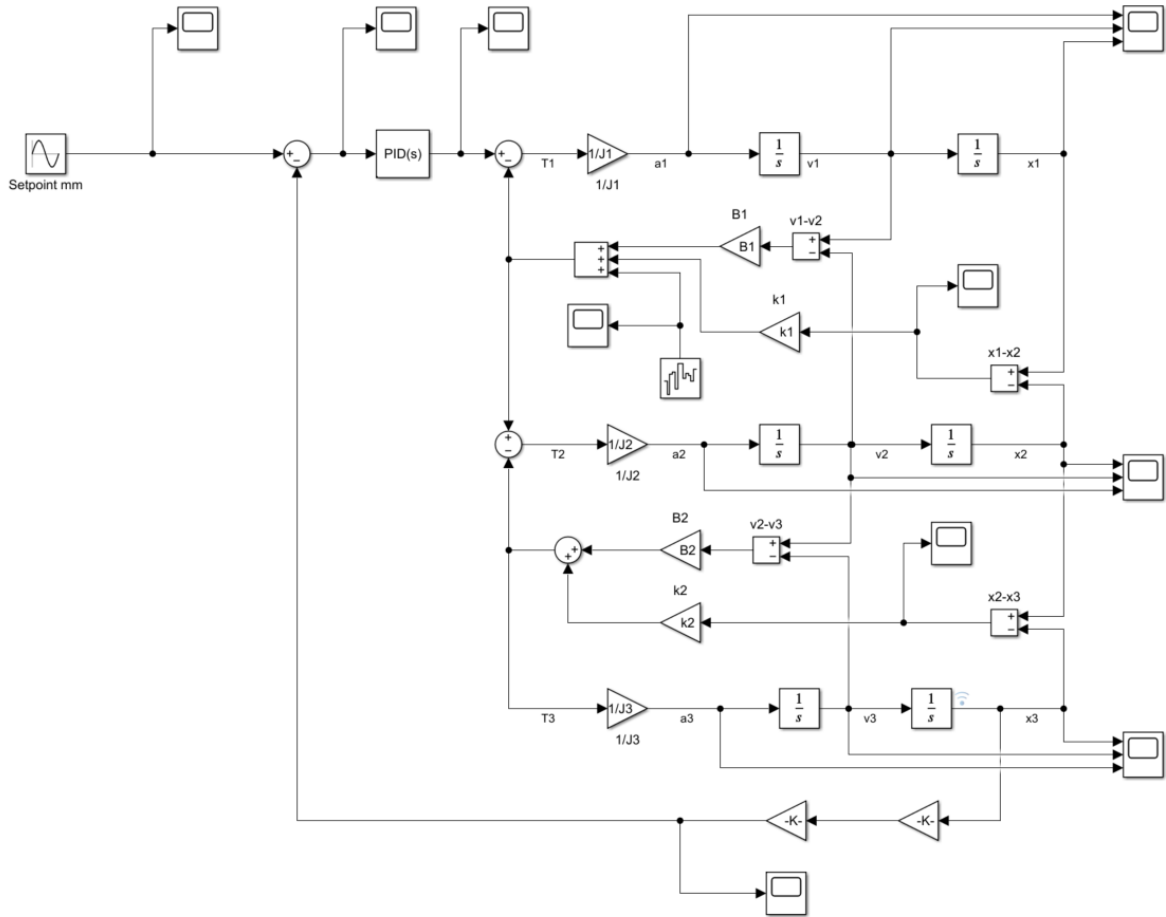 Setpoint mm
+
−
PID(s)
+
−
T1
1/J1
1/J1
a1
1
s
v1
1
s
x1
B1
B1
v1-v2
+
−
+
+
+
k1
k1
x1-x2
+
−
+
−
T2
1/J2
1/J2
a2
1
s
v2
1
s
x2
B2
B2
v2-v3
+
−
+
+
k2
k2
x2-x3
+
−
T3
1/J3
1/J3
a3
1
s
v3
1
s
x3
-K-
-K-